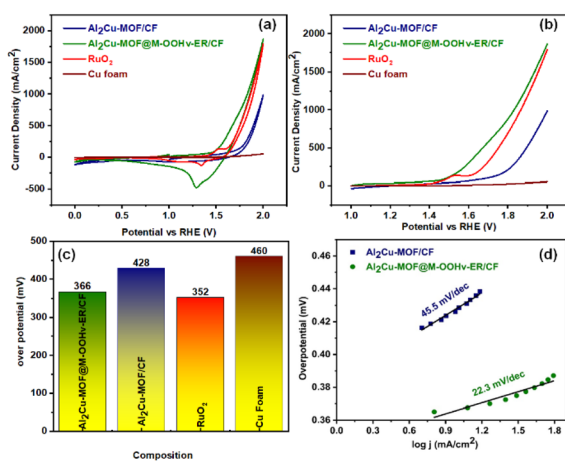 (a)
Al₂Cu-MOF/CF
Al₂Cu-MOF@M-OOHv-ER/CF
RuO₂
Cu foam
Current Density (mA/cm²)
2000
1500
1000
500
0
-500
0.0 0.5 1.0 1.5 2.0
Potential vs RHE (V)
(b)
Al₂Cu-MOF/CF
Al₂Cu-MOF@M-OOHv-ER/CF
RuO₂
Cu foam
Current Density (mA/cm²)
2000
1500
1000
500
0
1.0 1.2 1.4 1.6 1.8 2.0
Potential vs RHE (V)
(c)
over potential (mV)
500
400
300
200
100
0
366
428
352
460
Al₂Cu-MOF@M-OOHv-ER/CF
Al₂Cu-MOF/CF
RuO₂
Cu Foam
Composition
(d)
Al₂Cu-MOF/CF
Al₂Cu-MOF@M-OOHv-ER/CF
Overpotential (mV)
0.46
0.44
0.42
0.40
0.38
0.36
45.5 mV/dec
22.3 mV/dec
0.0 0.3 0.6 0.9 1.2 1.5 1.8
log j (mA/cm²)